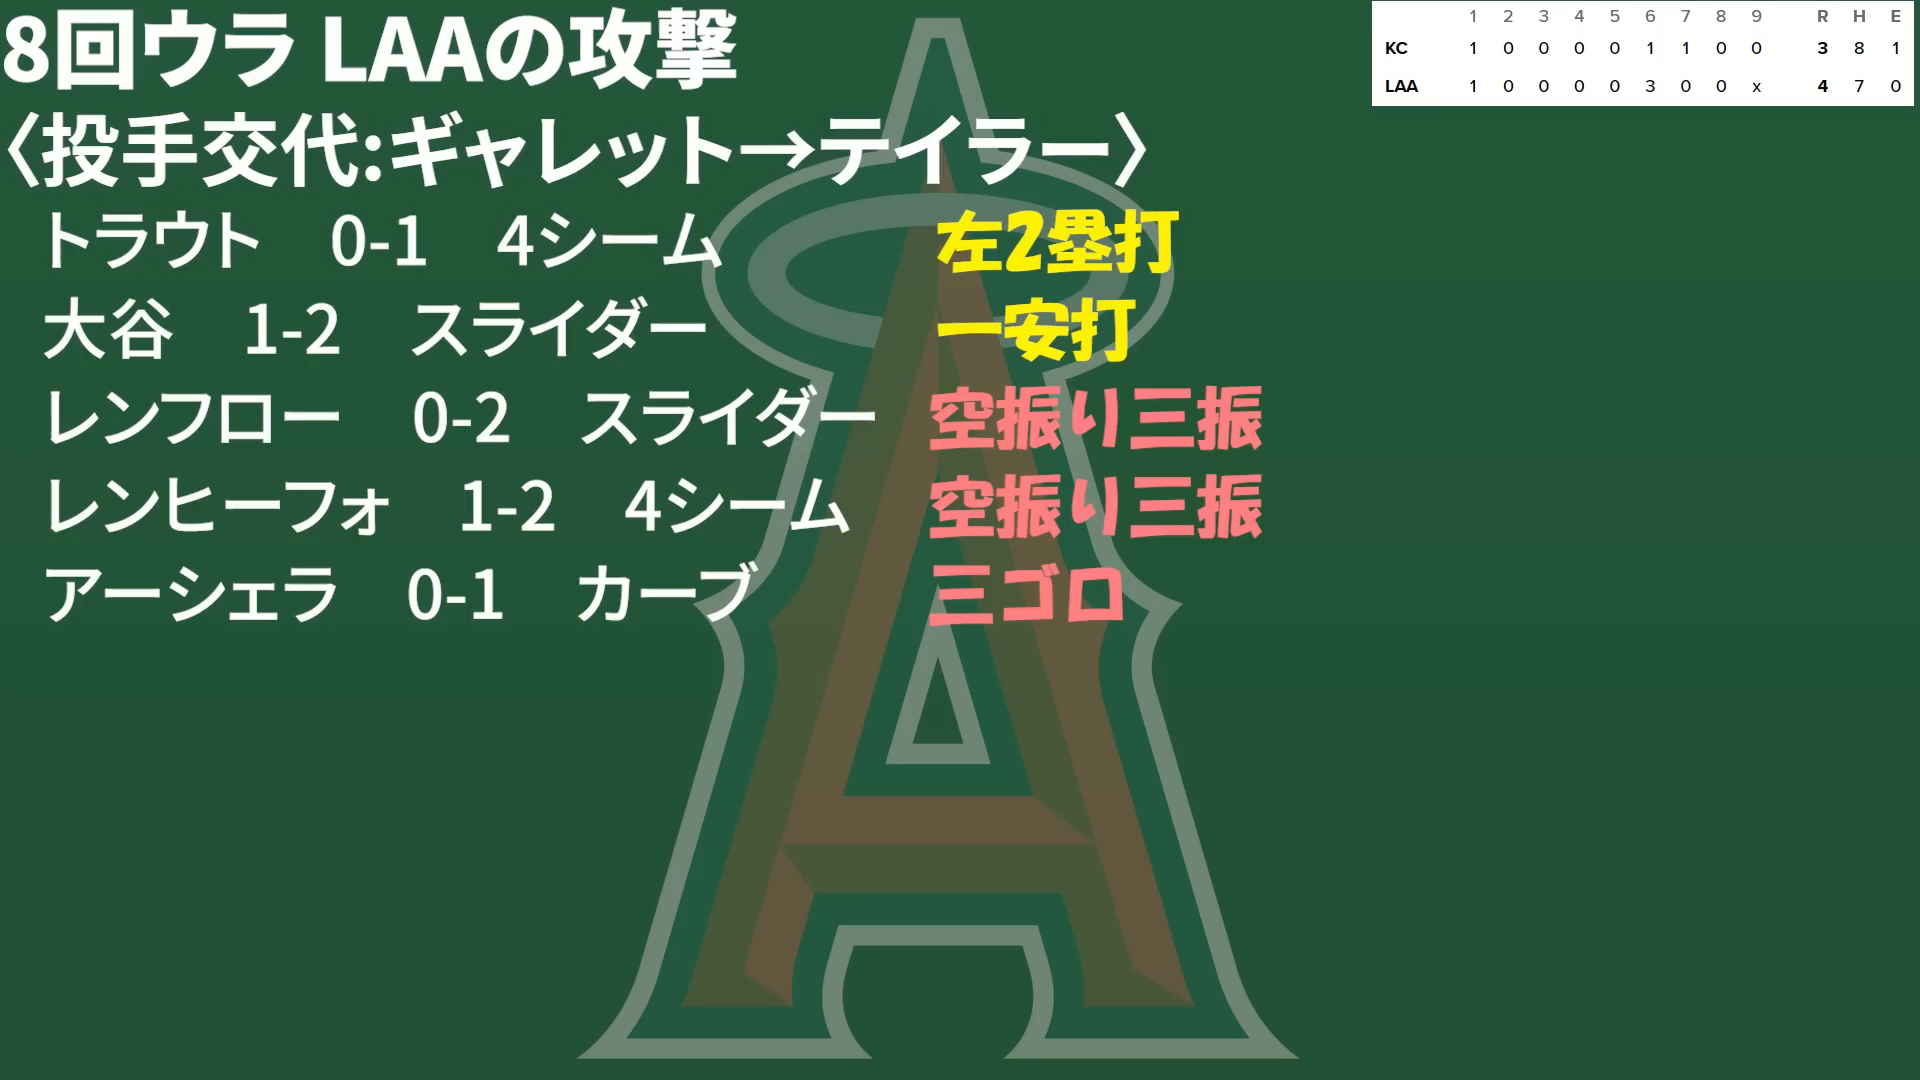 8回ウラ LAAの攻撃
〈投手交代:ギャレット→テイラー〉
トラウト　0-1　4シーム　左2塁打
大谷　1-2　スライダー　一安打
レンフロー　0-2　スライダー　空振り三振
レンヒーフォ　1-2　4シーム　空振り三振
アーシェラ　0-1　カーブ　三ゴロ
1 2 3 4 5 6 7 8 9 R H E
KC 1 0 0 0 0 1 1 0 0 3 8 1
LAA 1 0 0 0 0 3 0 0 x 4 7 0